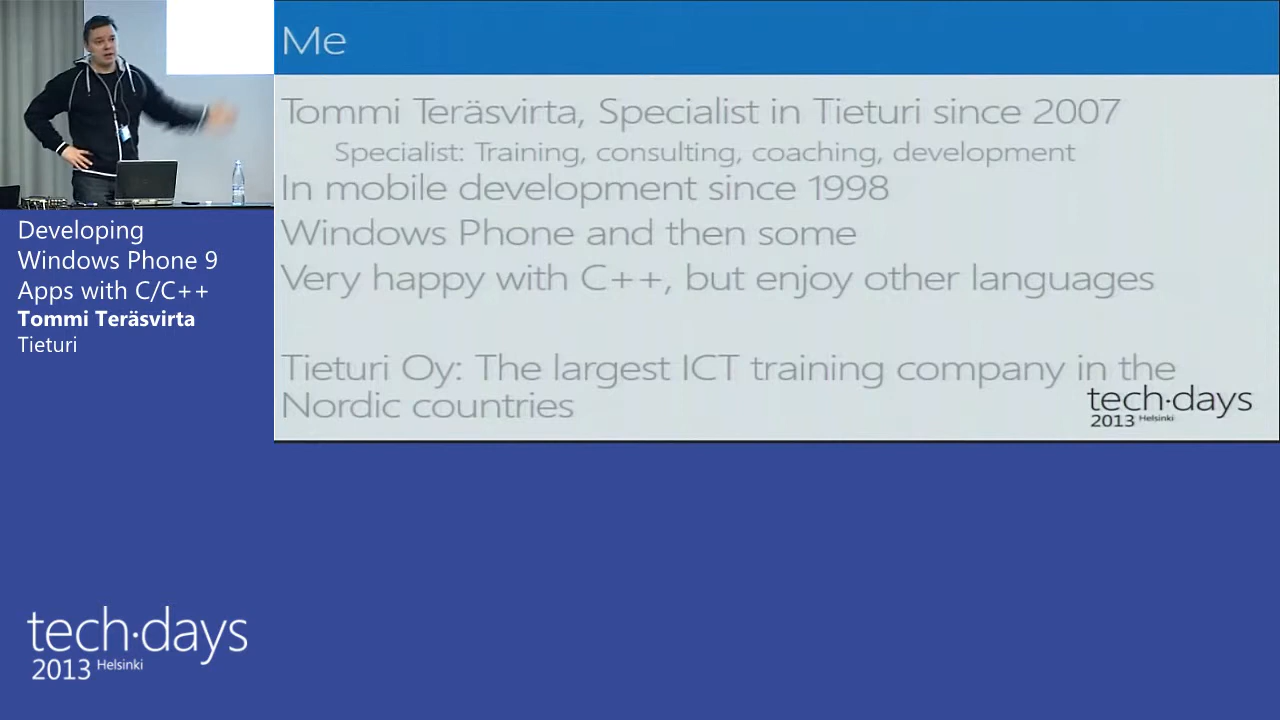 Me
Tommi Teräsvirta, Specialist in Tieturi since 2007
Specialist: Training, consulting, coaching, development
In mobile development since 1998
Windows Phone and then some
Very happy with C++, but enjoy other languages
Tieturi Oy: The largest ICT training company in the
Nordic countries
tech·days
2013 Helsinki
Developing
Windows Phone 9
Apps with C/C++
Tommi Teräsvirta
Tieturi
tech·days
2013 Helsinki